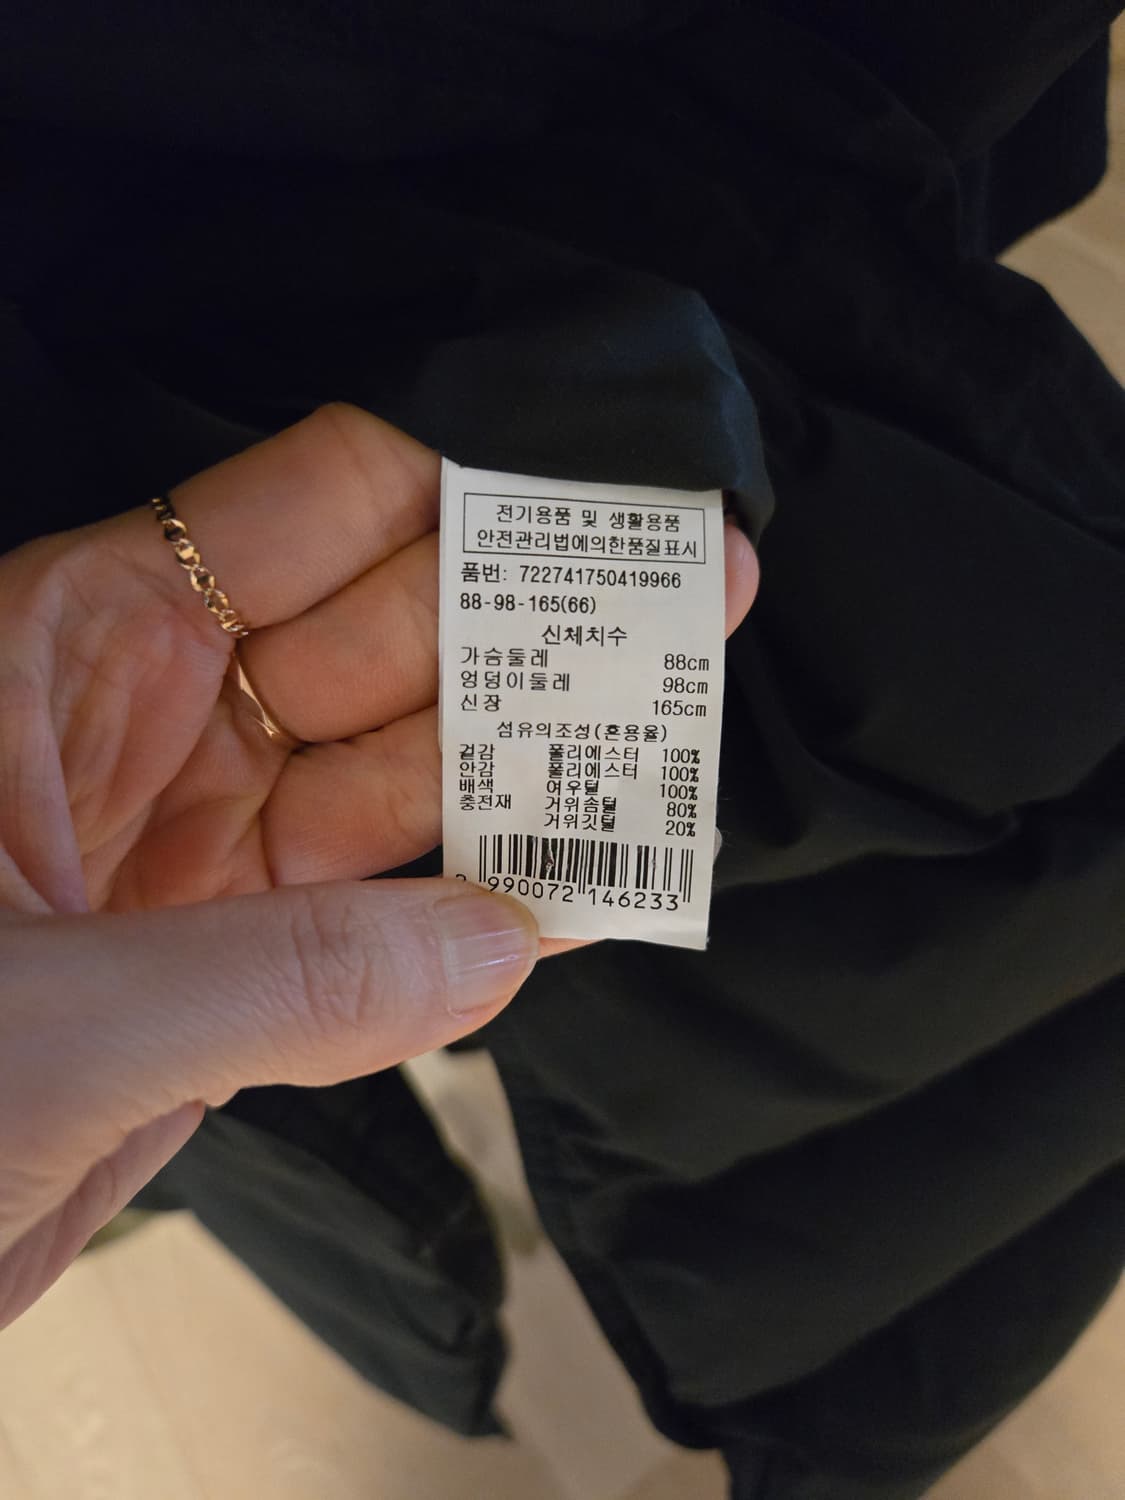 전기용품 및 생활용품
안전관리법에의한품질표시
품번: 722741750419966
88-98-165(66)
신체치수
가슴둘레 88cm
엉덩이둘레 98cm
신장 165cm
섬유의조성(혼용율)
겉감 폴리에스터 100%
안감 폴리에스터 100%
배색 여우털 100%
충전재 거위솜털 80%
거위깃털 20%
990072 146233